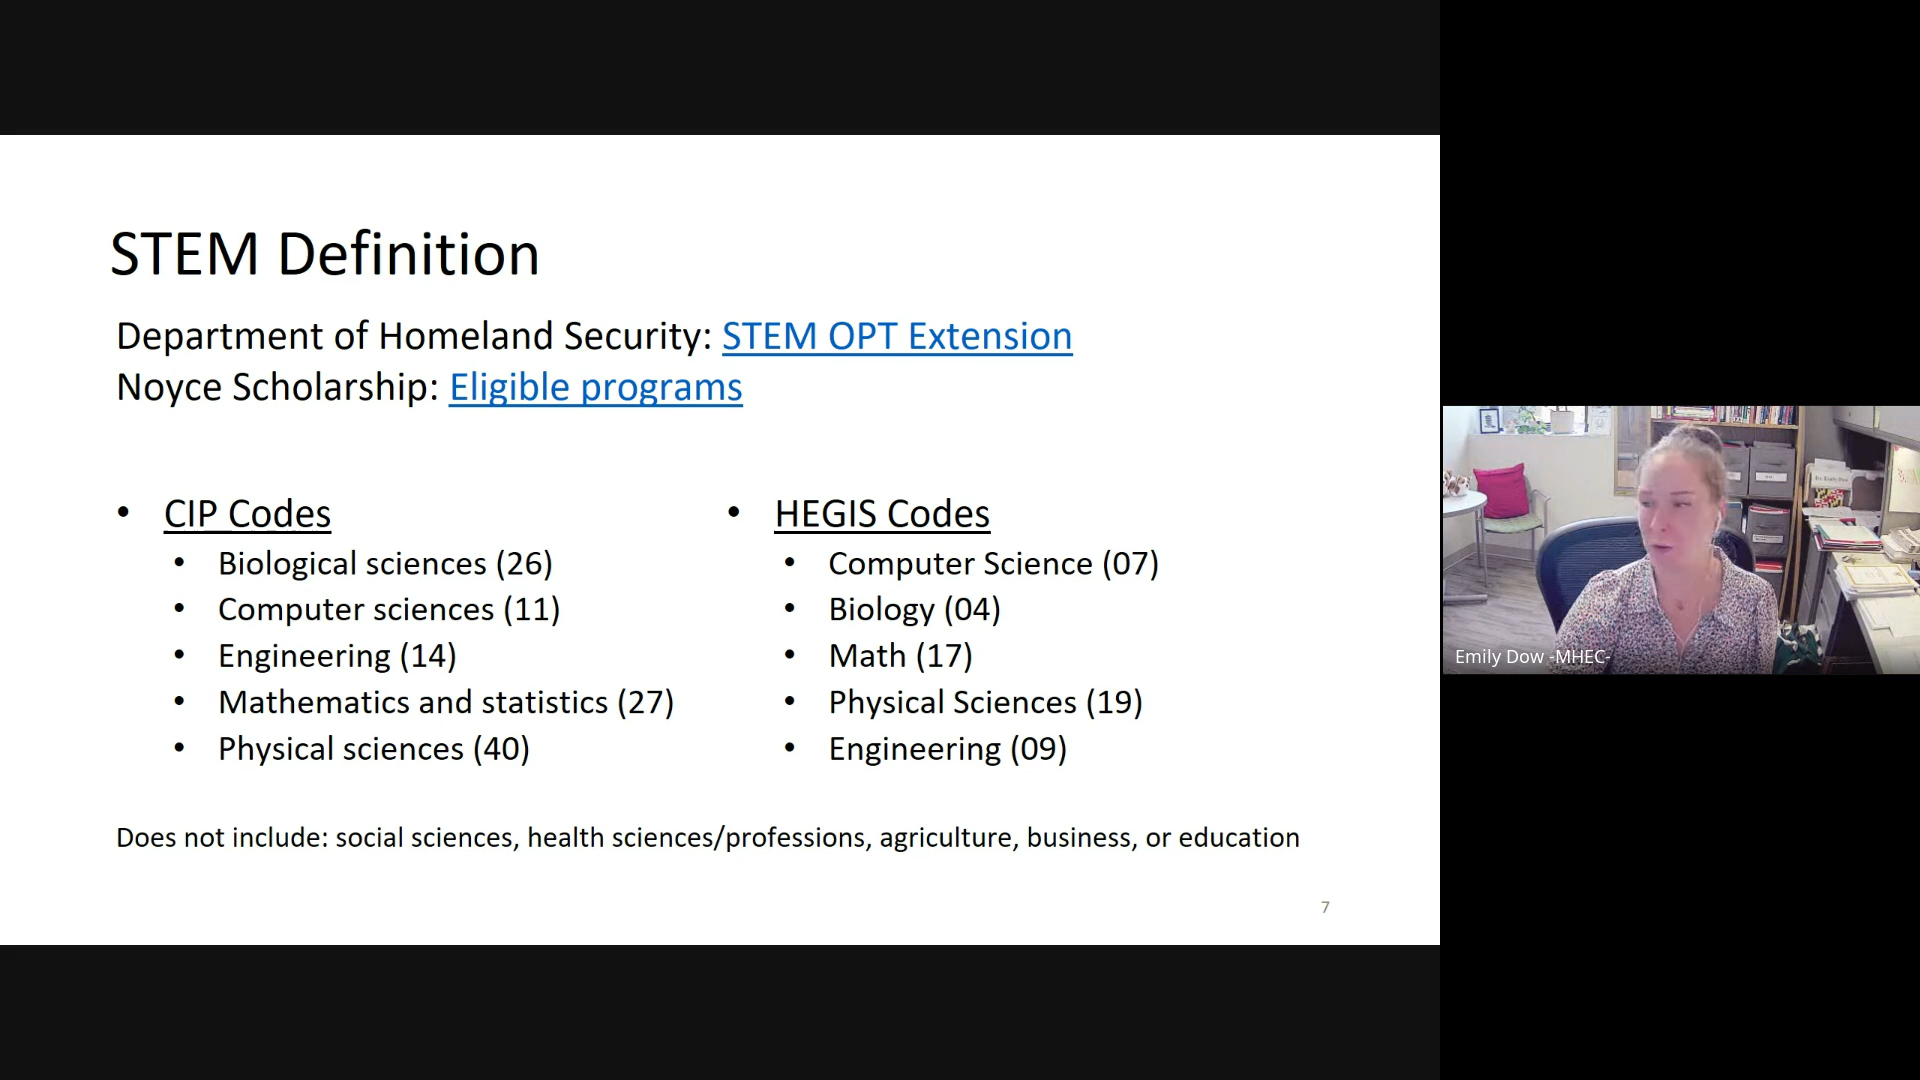 STEM Definition
Department of Homeland Security: STEM OPT Extension
Noyce Scholarship: Eligible programs
• CIP Codes
• Biological sciences (26)
• Computer sciences (11)
• Engineering (14)
• Mathematics and statistics (27)
• Physical sciences (40)
• HEGIS Codes
• Computer Science (07)
• Biology (04)
• Math (17)
• Physical Sciences (19)
• Engineering (09)
Does not include: social sciences, health sciences/professions, agriculture, business, or education
7
Emily Dow -MHEC-